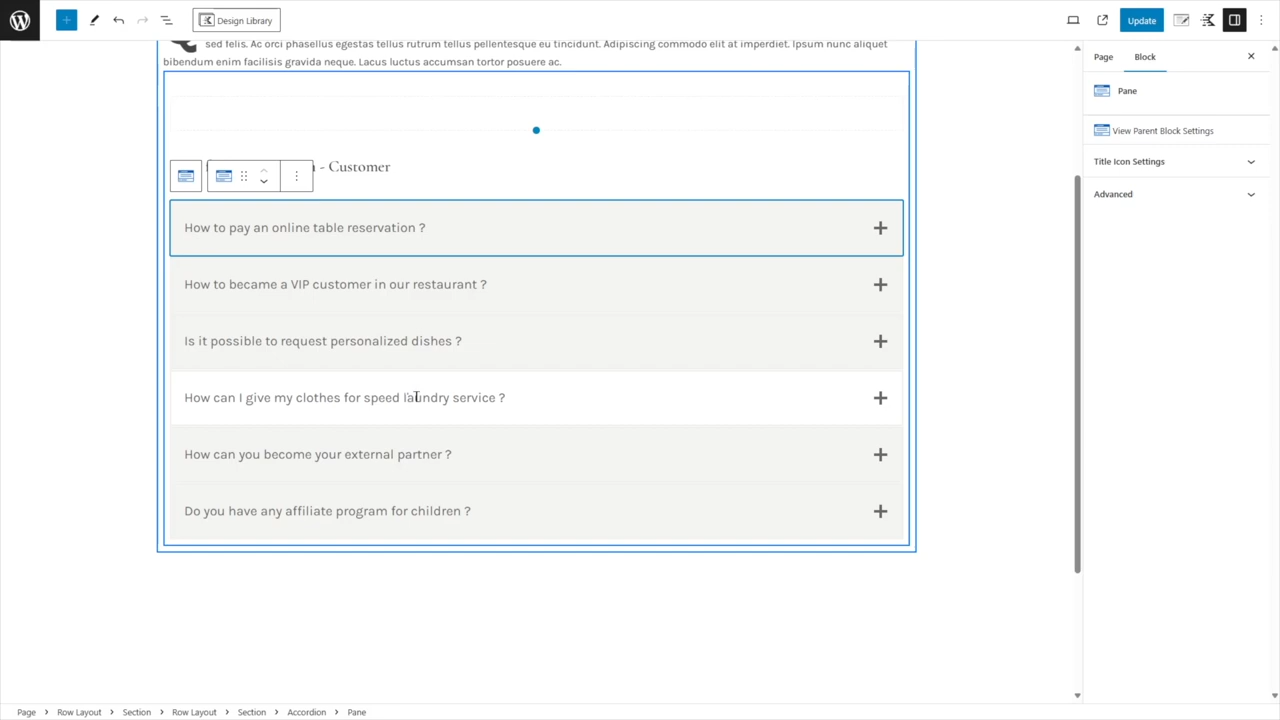 Design Library
Update
sed felis. Ac orci phasellus egestas tellus rutrum tellus pellentesque eu tincidunt. Adipiscing commodo elit at imperdiet. Ipsum nunc aliquet
bibendum enim facilisis gravida neque. Lacus luctus accumsan tortor posuere ac.
- Customer
How to pay an online table reservation ?
How to became a VIP customer in our restaurant ?
Is it possible to request personalized dishes ?
How can I give my clothes for speed laundry service ?
How can you become your external partner ?
Do you have any affiliate program for children ?
Page Block
Pane
View Parent Block Settings
Title Icon Settings
Advanced
Page > Row Layout > Section > Row Layout > Section > Accordion > Pane